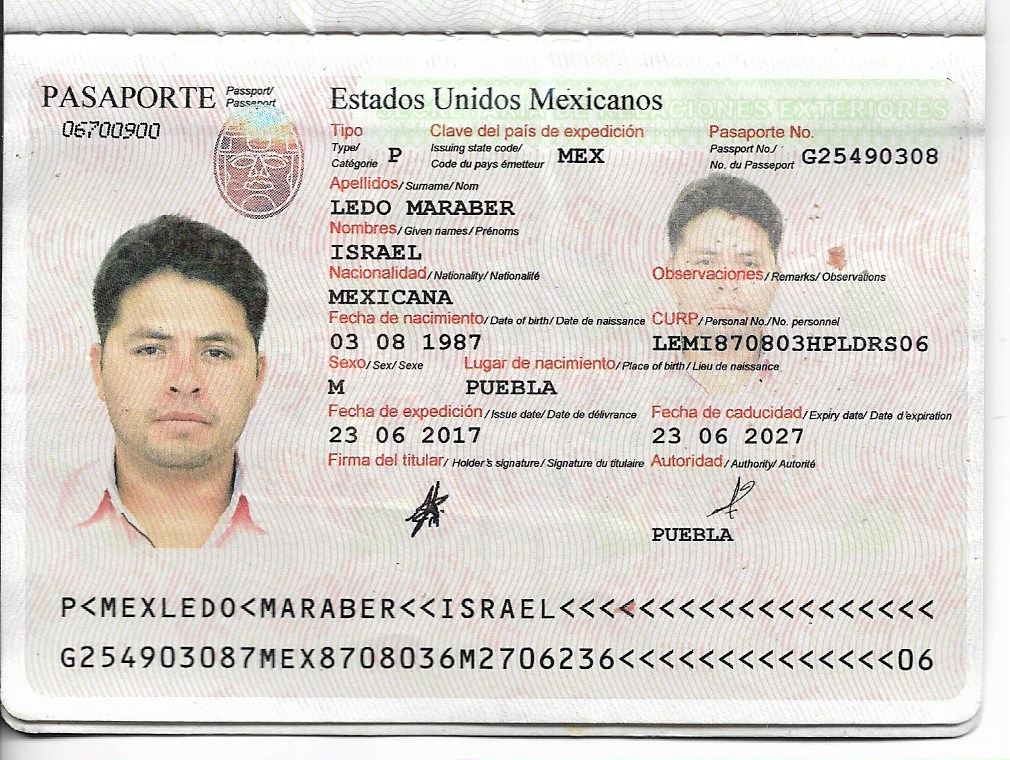 PASAPORTE Passport/ Passeport
06700900
Estados Unidos Mexicanos
SECRETARÍA DE RELACIONES EXTERIORES
Tipo Clave del país de expedición Pasaporte No.
Type/ Issuing state code/ Passport No./
Catégorie P Code du pays émetteur MEX No. du Passeport G25490308
Apellidos/ Surname/ Nom
LEDO MARABER
Nombres/ Given names/ Prénoms
ISRAEL
Nacionalidad/ Nationality/ Nationalité Observaciones/ Remarks/ Observations
MEXICANA
Fecha de nacimiento/ Date of birth/ Date de naissance CURP/ Personal No./No. personnel
03 08 1987 LEMI870803HPLDRS06
Sexo/ Sex/ Sexe Lugar de nacimiento/ Place of birth/ Lieu de naissance
M PUEBLA
Fecha de expedición/ Issue date/ Date de délivrance Fecha de caducidad/ Expiry date/ Date d'expiration
23 06 2017 23 06 2027
Firma del titular/ Holder's signature/ Signature du titulaire Autoridad/ Authority/ Autorité
PUEBLA
P<MEXLEDO<MARABER<<ISRAEL<<<<<<<<<<<<<<<<<<<
G254903087MEX8708036M2706236<<<<<<<<<<<<<<06